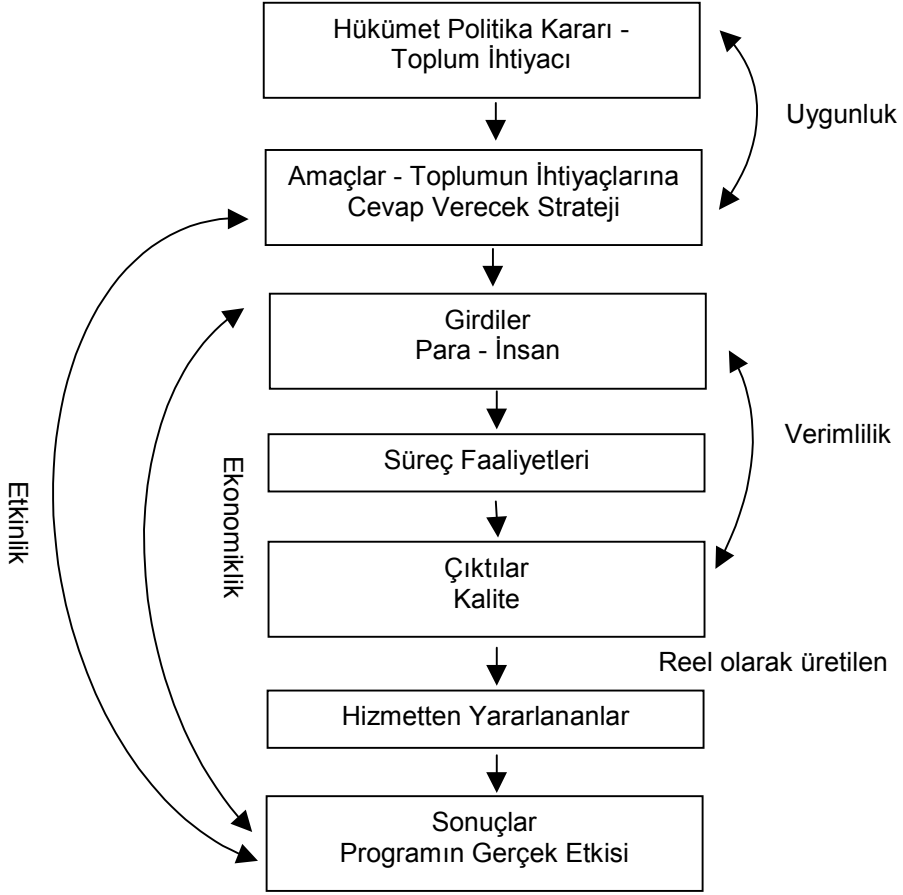 Hükümet Politika Kararı -
Toplum İhtiyacı
Uygunluk
Amaçlar - Toplumun İhtiyaçlarına
Cevap Verecek Strateji
Girdiler
Para - İnsan
Verimlilik
Süreç Faaliyetleri
Etkinlik
Ekonomiklik
Çıktılar
Kalite
Reel olarak üretilen
Hizmetten Yararlananlar
Sonuçlar
Programın Gerçek Etkisi